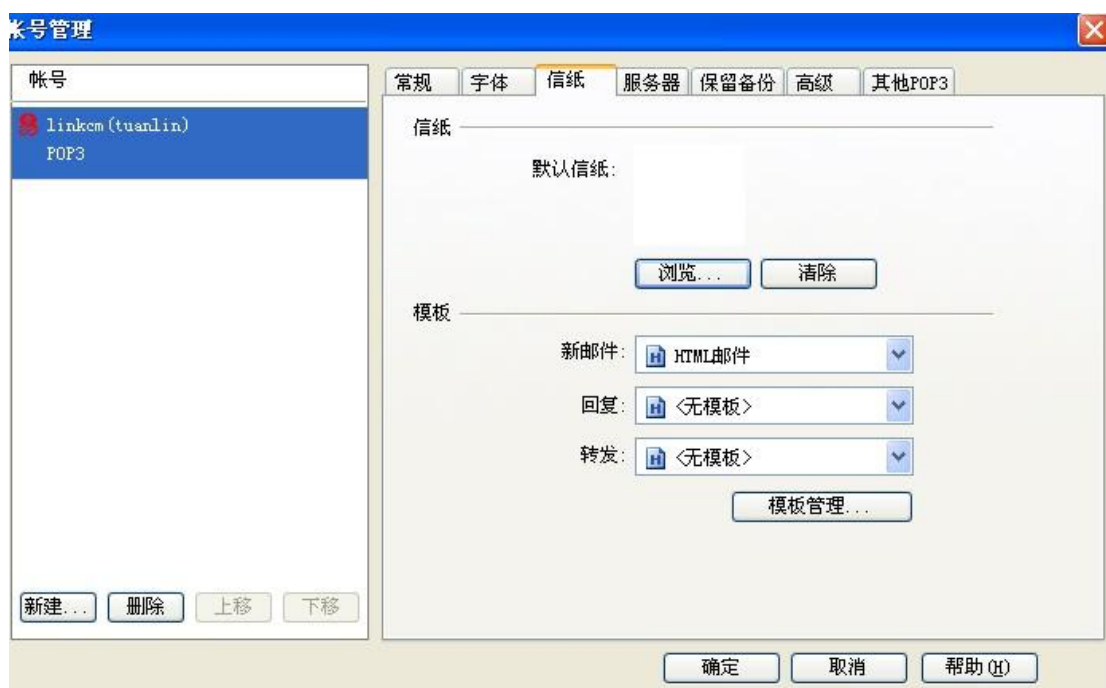 帐号管理
帐号
linkcm(tuanlin)
POP3
新建...
删除
上移
下移
常规
字体
信纸
服务器
保留备份
高级
其他POP3
信纸
默认信纸:
浏览...
清除
模板
新邮件:
HTML邮件
回复:
<无模板>
转发:
<无模板>
模板管理...
确定
取消
帮助(H)